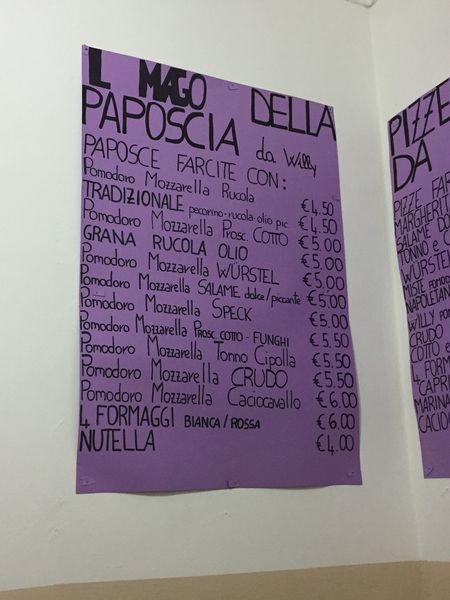 IL MAGO DELLA
PAPOSCIA da Willy
PAPOSCE FARCITE CON:
Pomodoro Mozzarella Rucola €4.50
TRADIZIONALE pecorino-rucola-olio pic. €4.50
Pomodoro Mozzarella Prosc. COTTO €5.00
GRANA RUCOLA OLIO €5.00
Pomodoro Mozzarella WÜRSTEL €5.00
Pomodoro Mozzarella SALAME dolce/piccante €5.00
Pomodoro Mozzarella SPECK
Pomodoro Mozzarella Prosc. COTTO - FUNGHI €5.50
Pomodoro Mozzarella Tonno Cipolla €5.50
Pomodoro Mozzarella CRUDO €5.50
Pomodoro Mozzarella Caciocavallo €6.00
4 FORMAGGI BIANCA/ROSSA €6.00
NUTELLA €4.00
PIZZE
DA
PIZZE FAR
MARGHERIT
SALAME DO
TONNO e C
WÜRSTEL
MISTE POMOD
NAPOLETAN
WILLY POM
CRUDO
COTTO e
4 FORM
CAPRI
MARINA
CACIOC